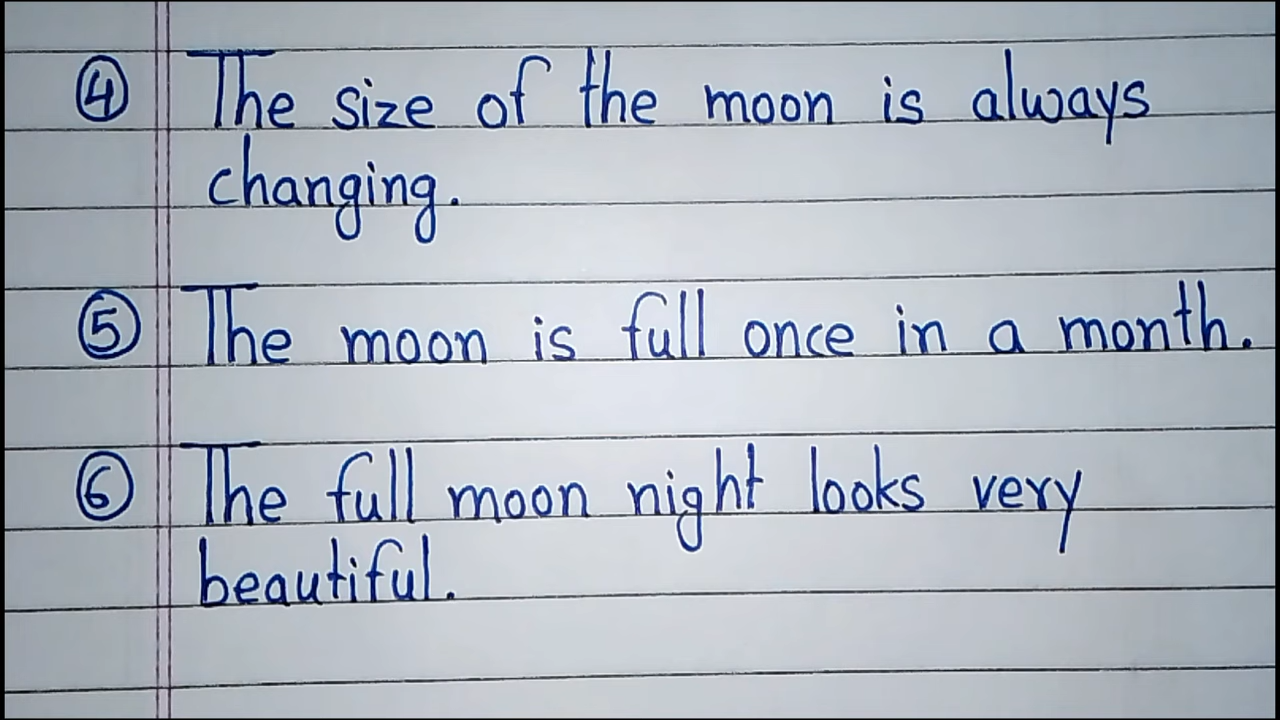 ④ The size of the moon is always
changing.
⑤ The moon is full once in a month.
⑥ The full moon night looks very
beautiful.